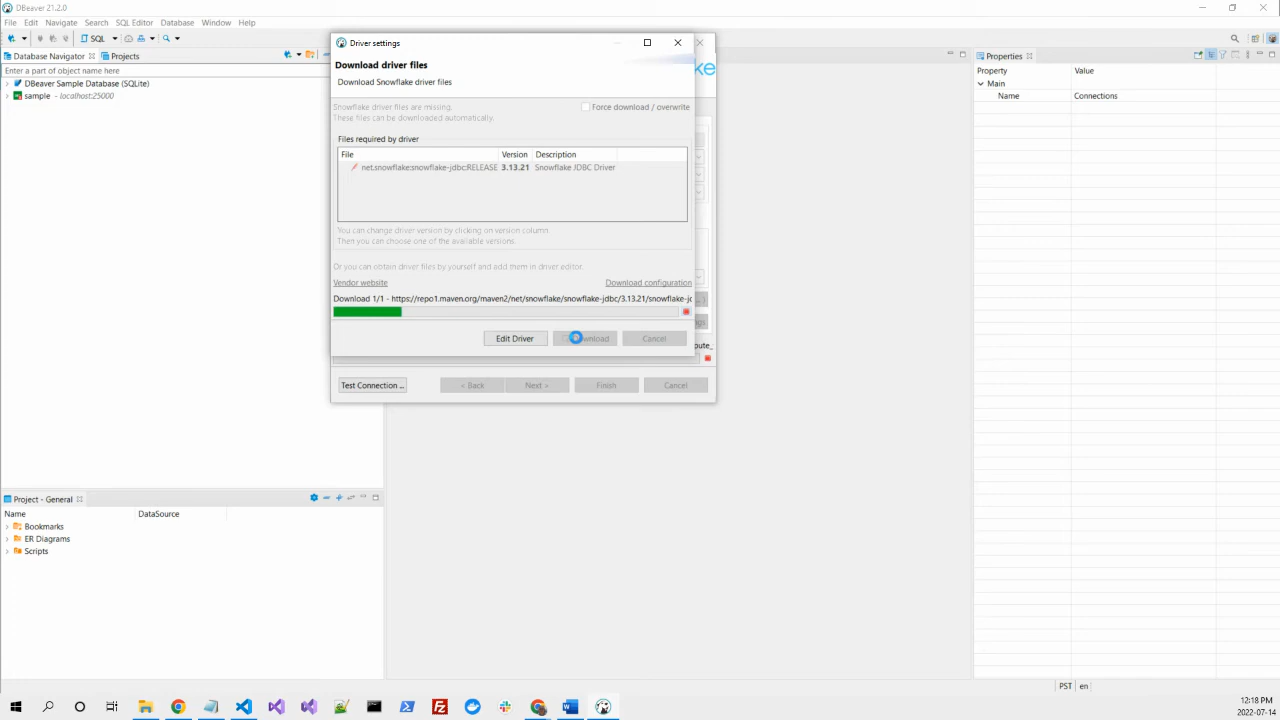 DBeaver 21.2.0
File Edit Navigate Search SQL Editor Database Window Help
SQL
Database Navigator Projects
Enter a part of object name here
DBeaver Sample Database (SQLite)
sample - localhost:25000
Driver settings
Download driver files
Download Snowflake driver files
Snowflake driver files are missing.
These files can be downloaded automatically.
Force download / overwrite
Files required by driver
File Version Description
net.snowflake:snowflake-jdbc:RELEASE 3.13.21 Snowflake JDBC Driver
You can change driver version by clicking on version column.
Then you can choose one of the available versions.
Or you can obtain driver files by yourself and add them in driver editor.
Vendor website Download configuration
Download 1/1 - https://repo1.maven.org/maven2/net/snowflake/snowflake-jdbc/3.13.21/snowflake-j
Edit Driver Cancel
Test Connection ... < Back Next > Finish Cancel
Properties
Property Value
Main
Name Connections
Project - General
Name DataSource
Bookmarks
ER Diagrams
Scripts
PST en
12:18 PM
2022-07-14